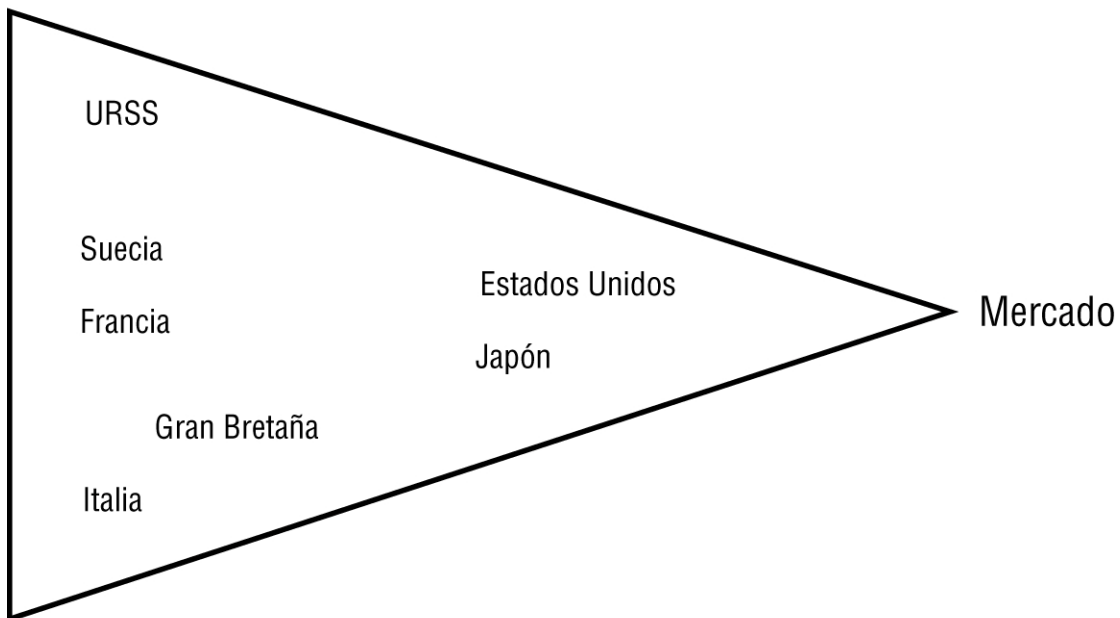 URSS
Suecia
Estados Unidos
Mercado
Francia
Japón
Gran Bretaña
Italia